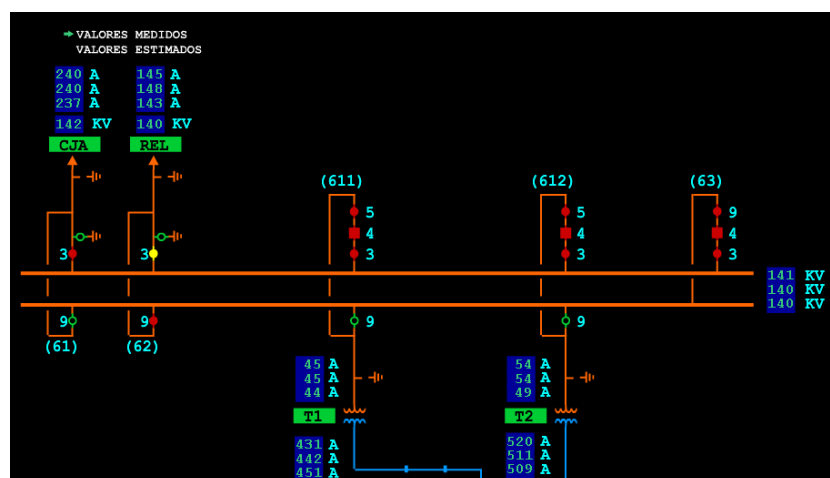 VALORES MEDIDOS
VALORES ESTIMADOS
240 A 145 A
240 A 148 A
237 A 143 A
142 KV 140 KV
CJA REL
(611) (612) (63)
5 5 9
4 4 4
3 3 3 3 3
141 KV
140 KV
140 KV
9 9 9 9
(61) (62)
45 A 54 A
45 A 54 A
44 A 49 A
T1 T2
431 A 520 A
442 A 511 A
451 A 509 A